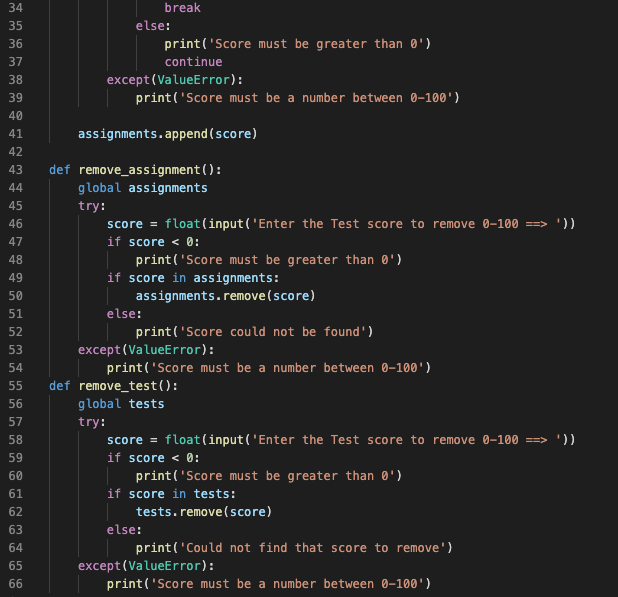 34                break
35            else:
36                print('Score must be greater than 0')
37                continue
38        except(ValueError):
39            print('Score must be a number between 0-100')
40
41    assignments.append(score)
42
43 def remove_assignment():
44    global assignments
45    try:
46        score = float(input('Enter the Test score to remove 0-100 ==> '))
47        if score < 0:
48            print('Score must be greater than 0')
49        if score in assignments:
50            assignments.remove(score)
51        else:
52            print('Score could not be found')
53    except(ValueError):
54        print('Score must be a number between 0-100')
55 def remove_test():
56    global tests
57    try:
58        score = float(input('Enter the Test score to remove 0-100 ==> '))
59        if score < 0:
60            print('Score must be greater than 0')
61        if score in tests:
62            tests.remove(score)
63        else:
64            print('Could not find that score to remove')
65    except(ValueError):
66        print('Score must be a number between 0-100')